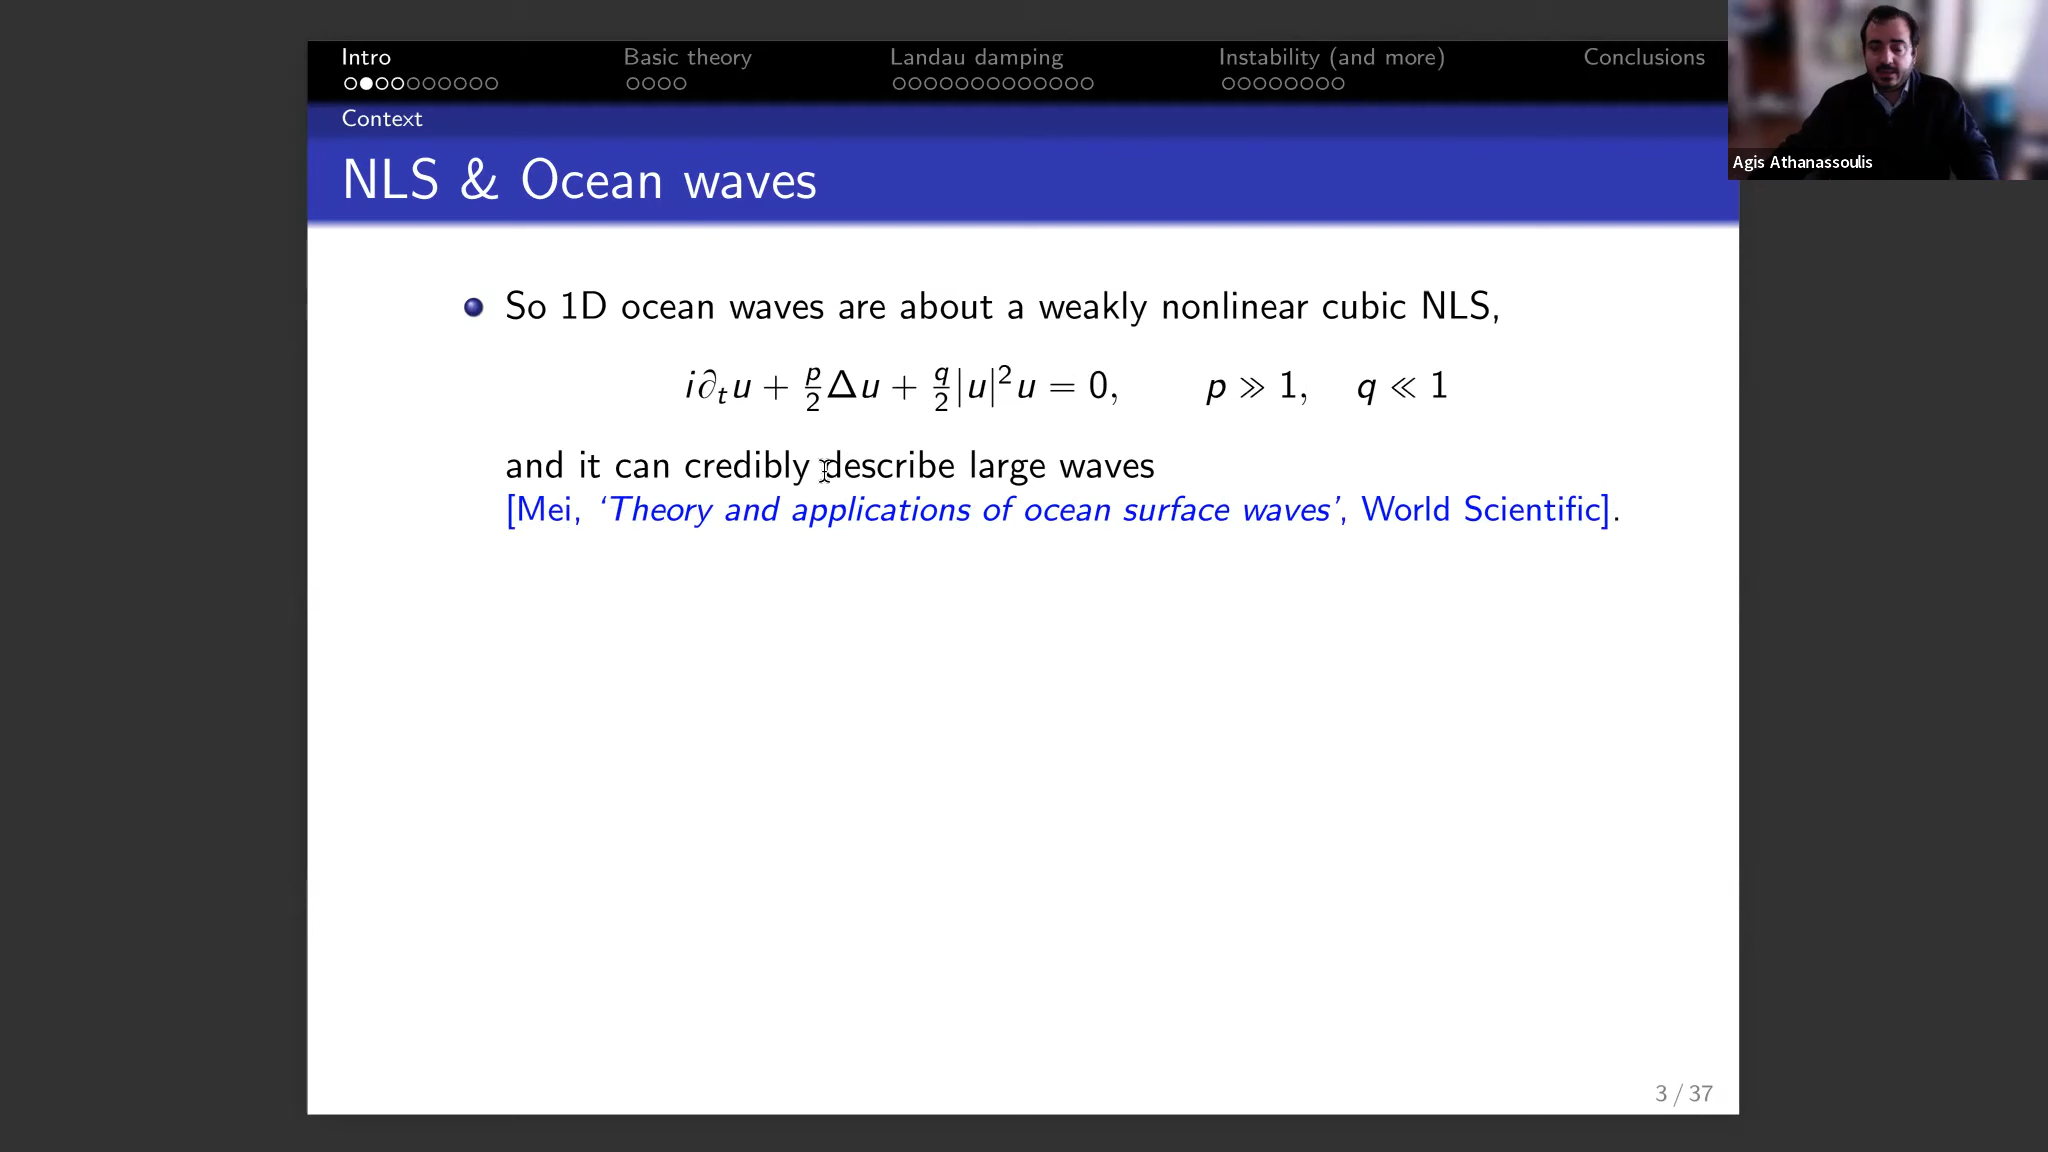 Intro Basic theory Landau damping Instability (and more) Conclusions
Context
NLS & Ocean waves
So 1D ocean waves are about a weakly nonlinear cubic NLS,
i∂ₜu + p/2 Δu + q/2 |u|²u = 0, p ≫ 1, q ≪ 1
and it can credibly describe large waves
[Mei, ‘Theory and applications of ocean surface waves’, World Scientific].
3 / 37
Agis Athanassoulis